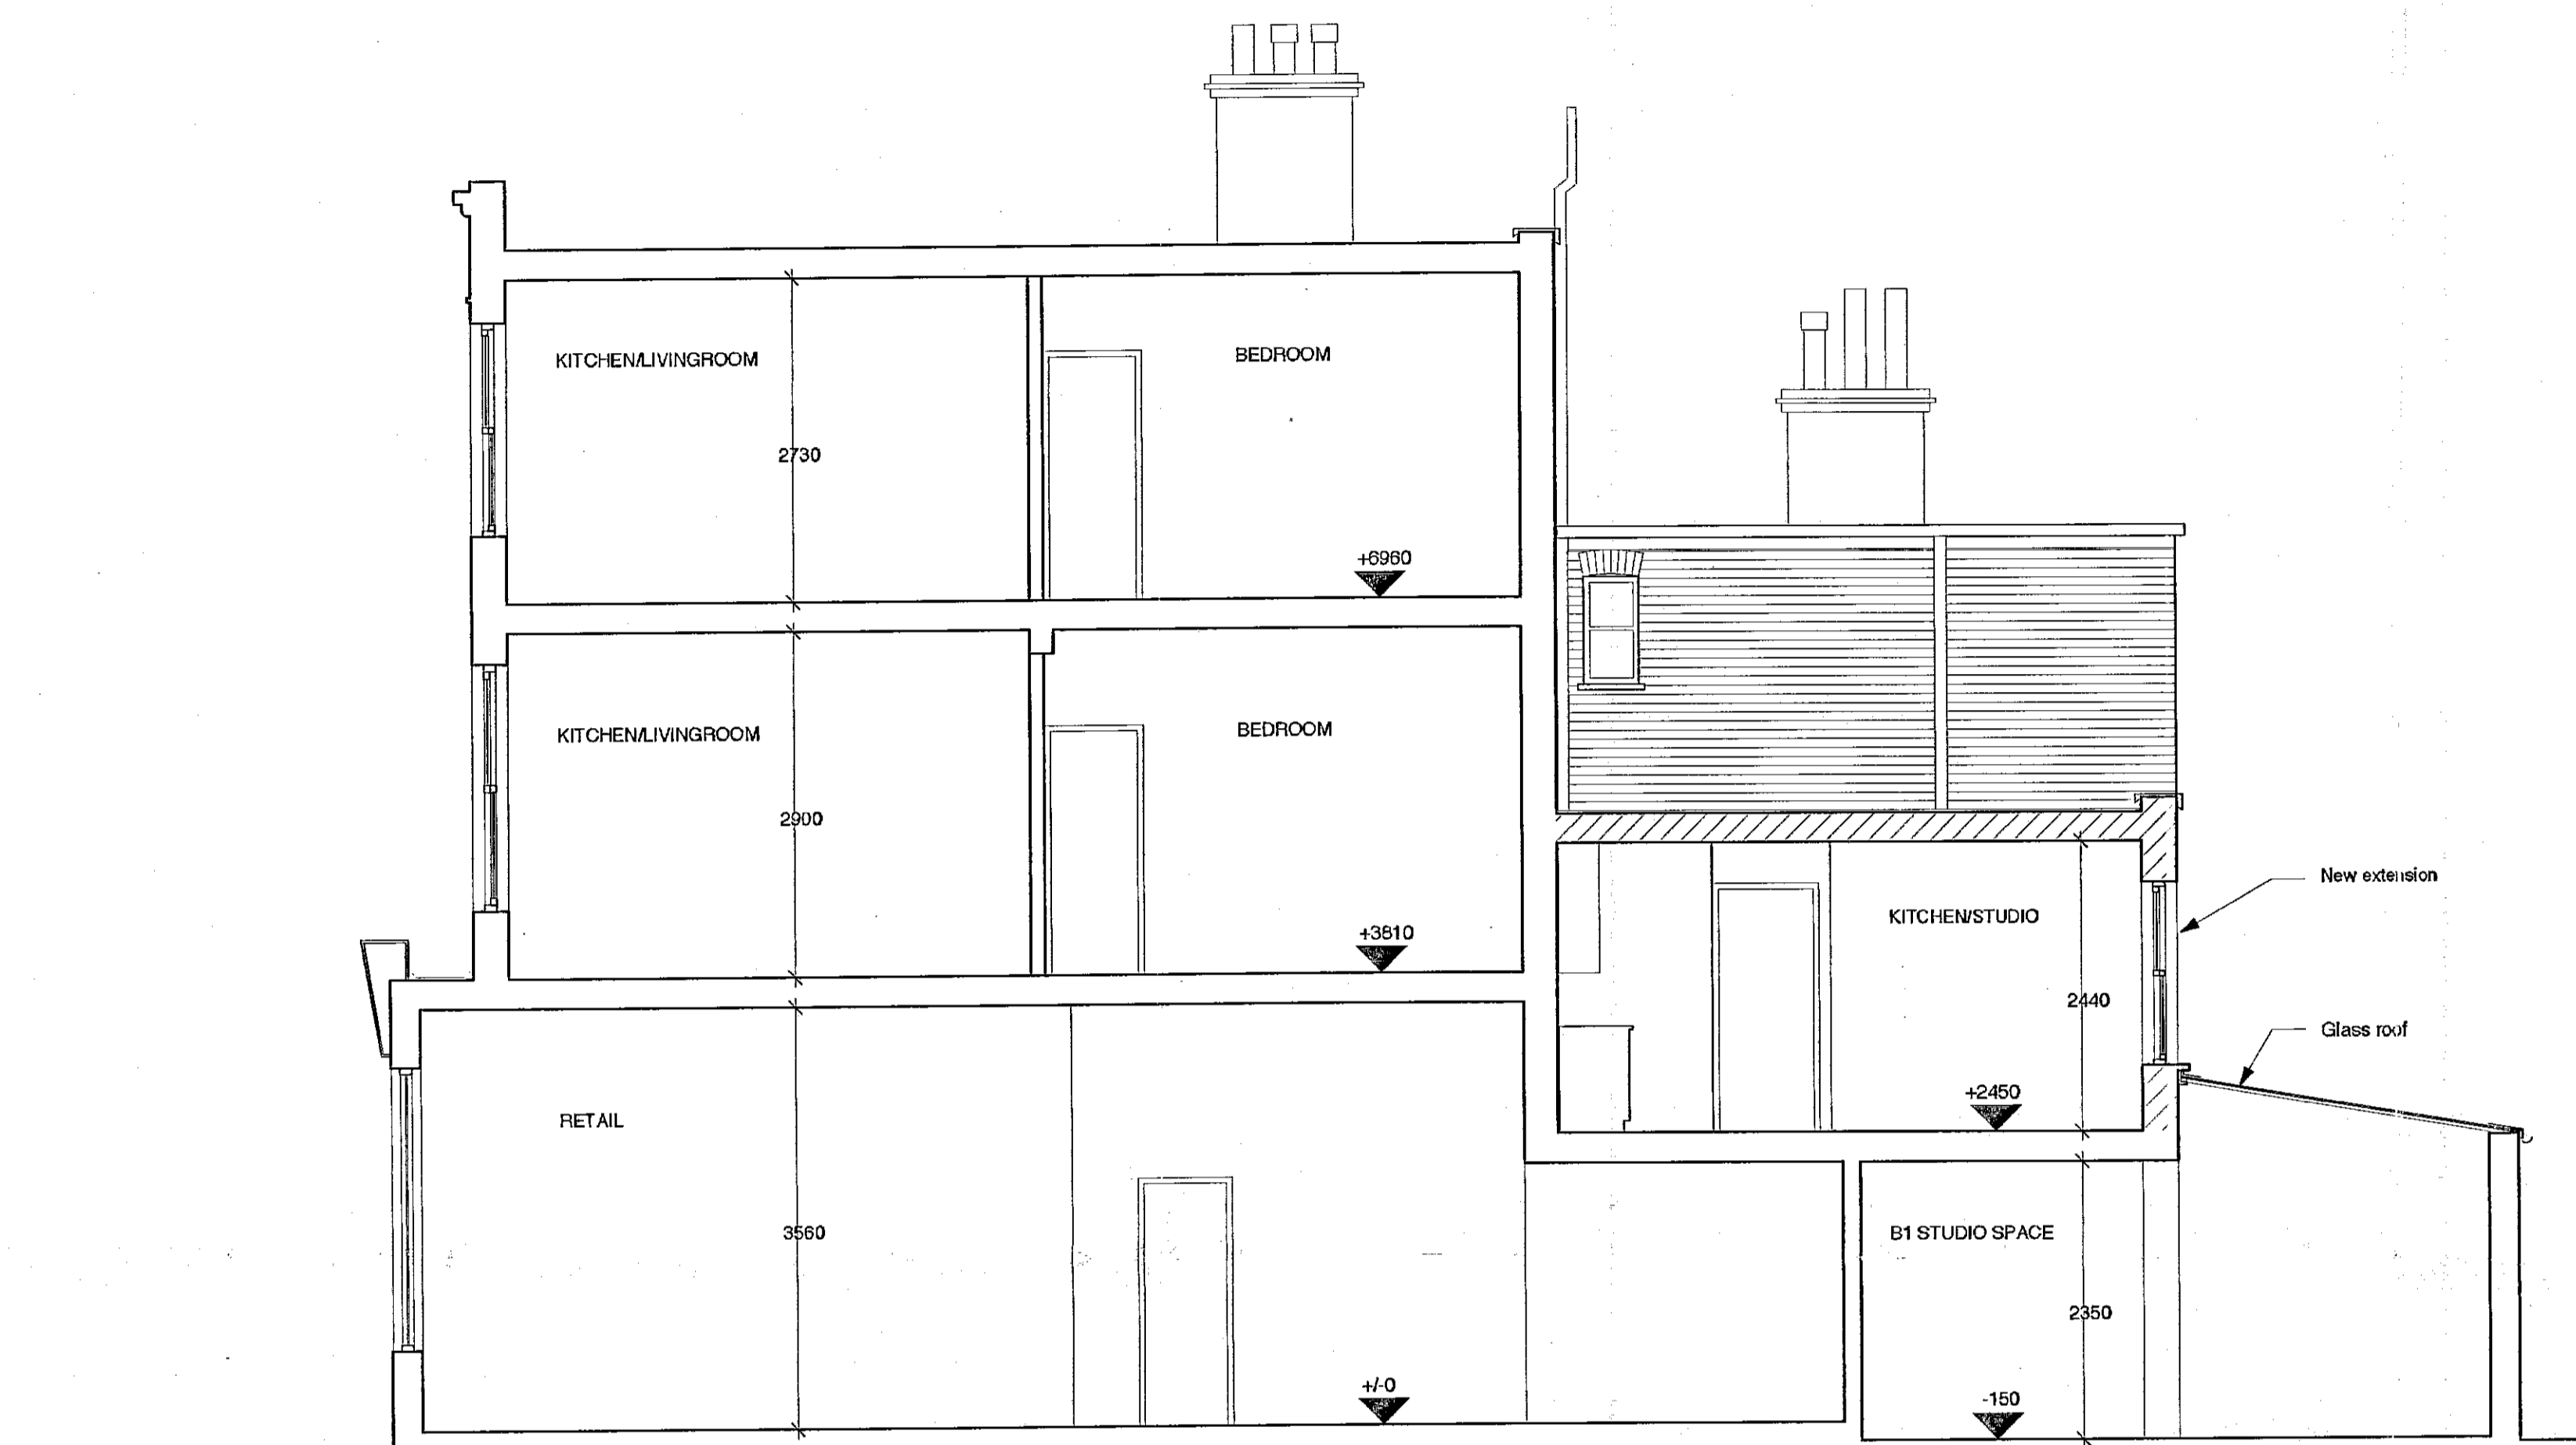 KITCHEN/LIVINGROOM
BEDROOM
2730
+6960
KITCHEN/LIVINGROOM
BEDROOM
2900
+3810
New extension
KITCHEN/STUDIO
2440
Glass roof
+2450
RETAIL
3560
B1 STUDIO SPACE
2350
+/-0
-150